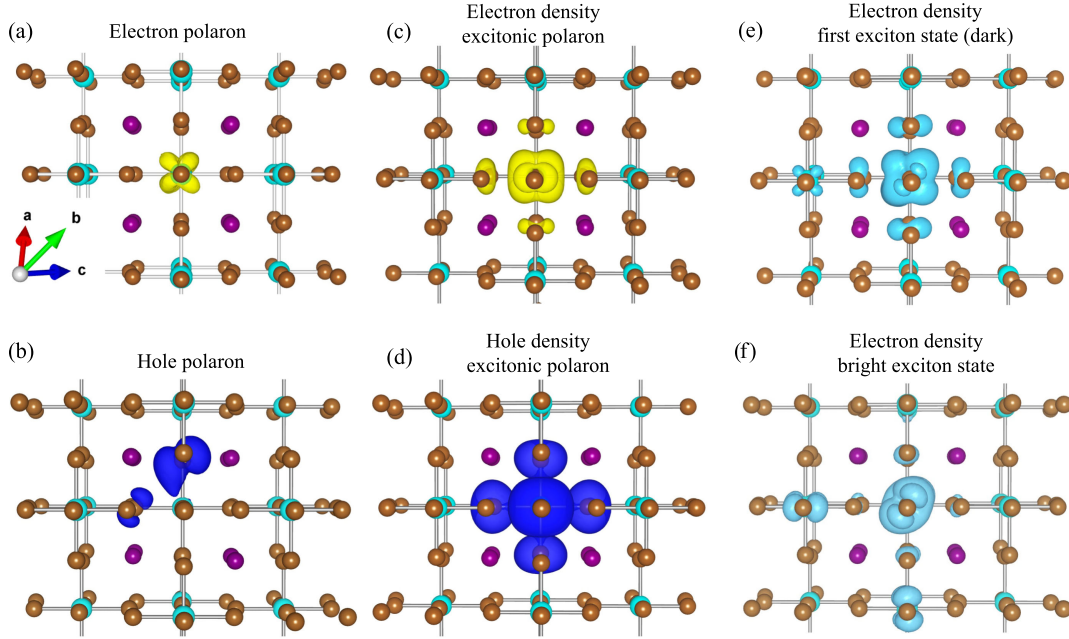 (a)
Electron polaron
(c)
Electron density
excitonic polaron
(e)
Electron density
first exciton state (dark)
a
b
c
(b)
Hole polaron
(d)
Hole density
excitonic polaron
(f)
Electron density
bright exciton state